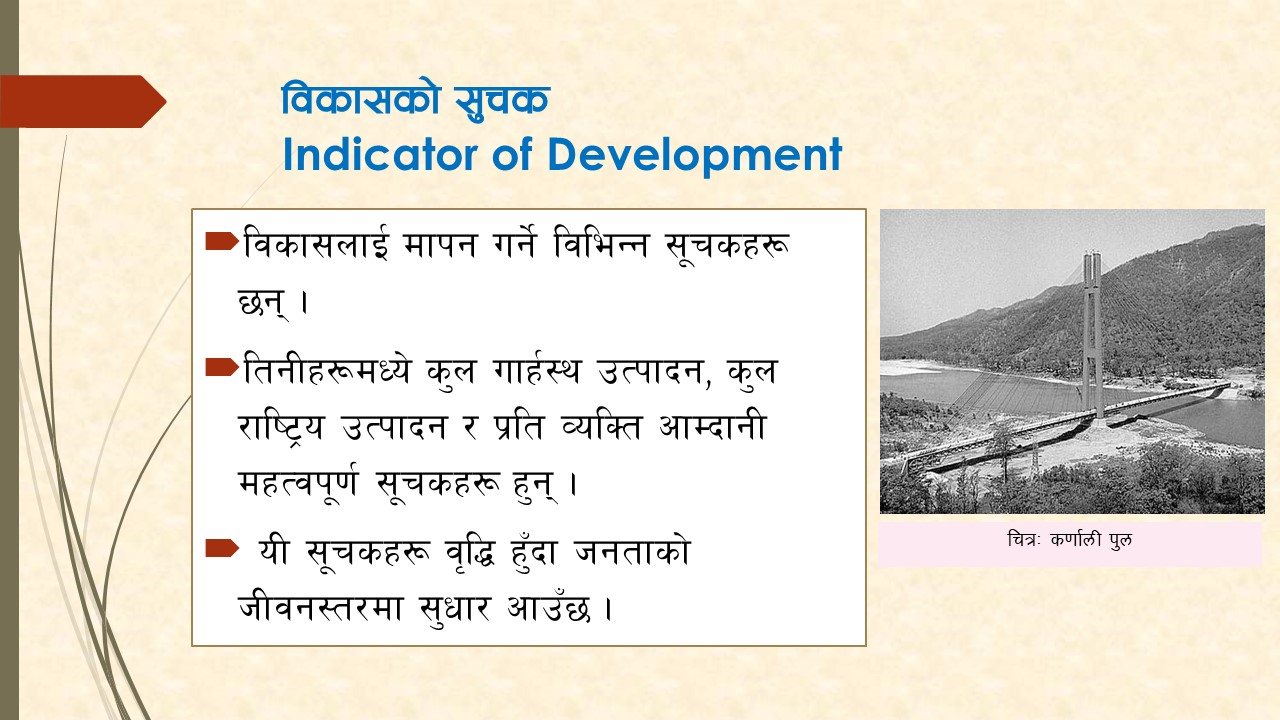 विकासको सुचक
Indicator of Development
विकासलाई मापन गर्ने विभिन्न सूचकहरू
छन् ।
तिनीहरूमध्ये कुल गार्हस्थ उत्पादन, कुल
राष्ट्रिय उत्पादन र प्रति व्यक्ति आम्दानी
महत्वपूर्ण सूचकहरू हुन् ।
यी सूचकहरू वृद्धि हुँदा जनताको
जीवनस्तरमा सुधार आउँछ ।
चित्रः कर्णाली पुल